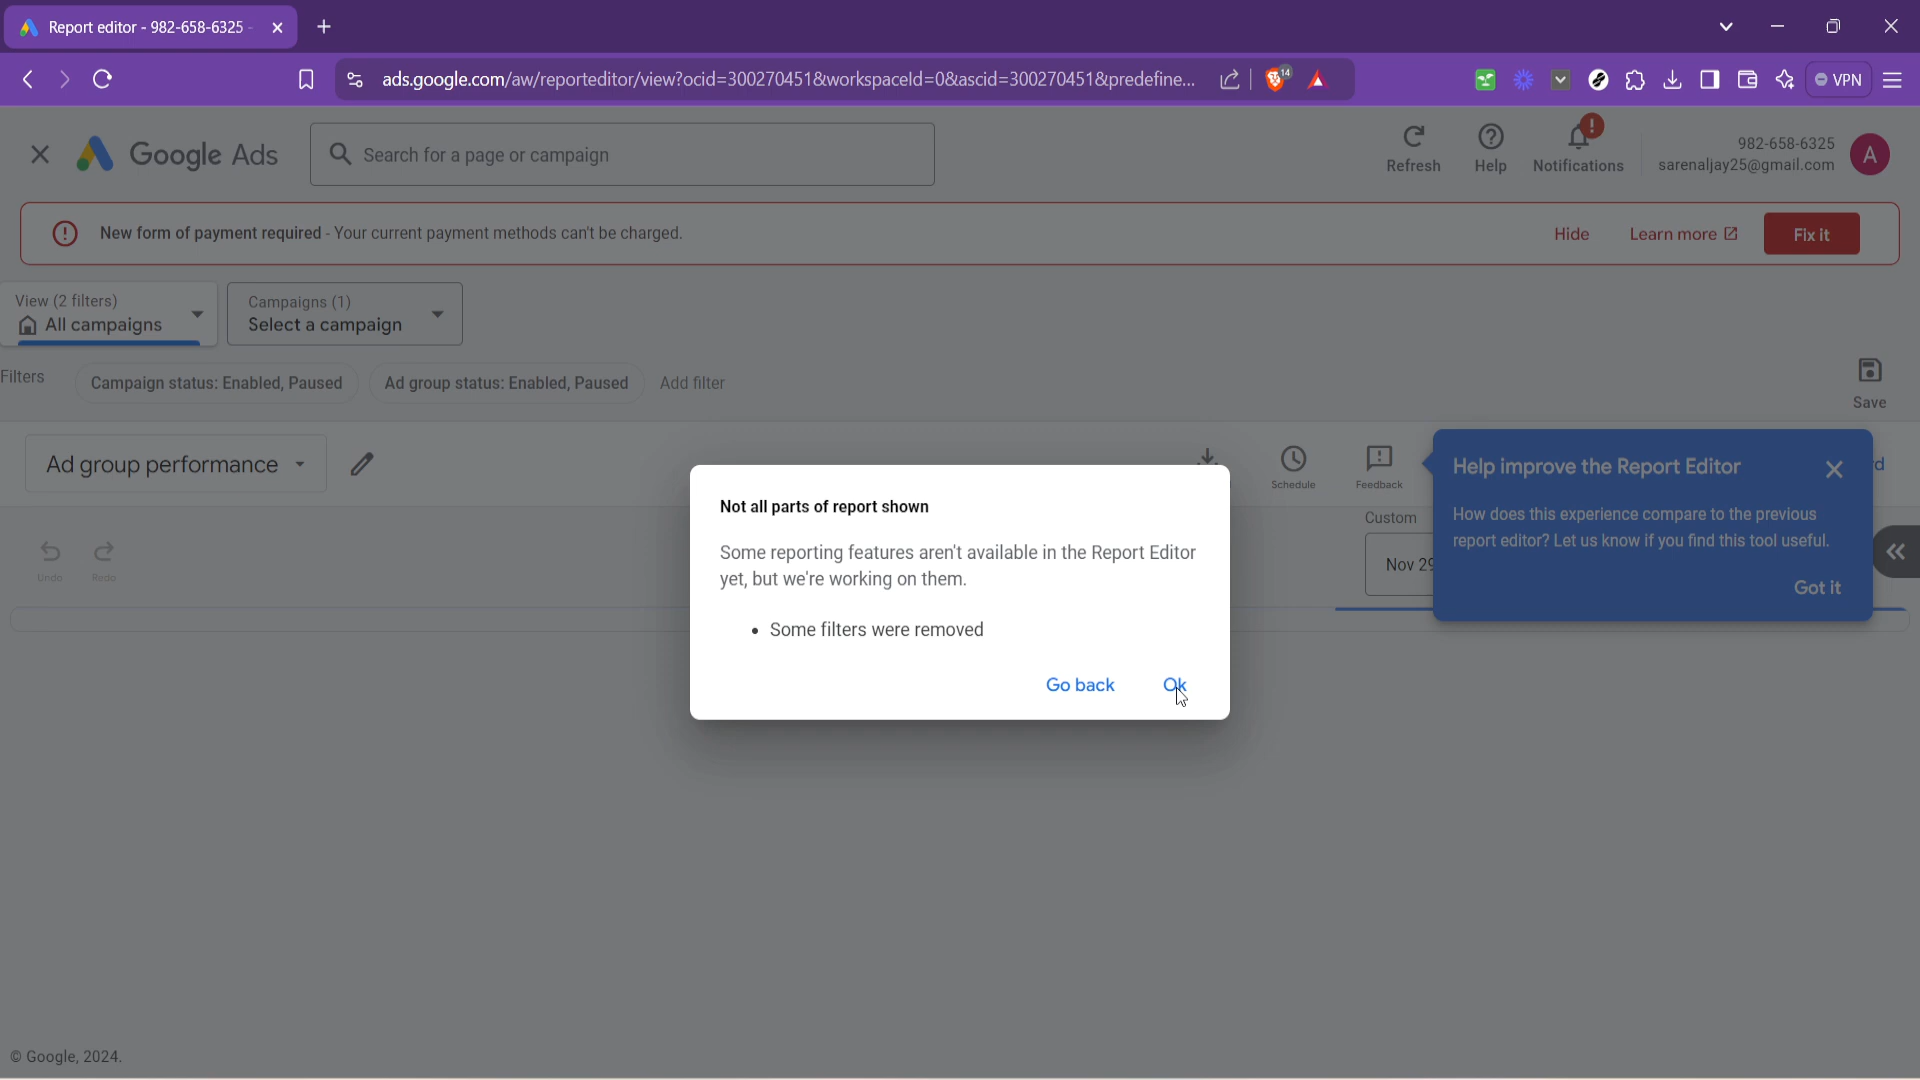 Report editor - 982-658-6325 -
ads.google.com/aw/reporteditor/view?ocid=300270451&workspaceId=0&ascid=300270451&predefine...
14
VPN
Google Ads
Search for a page or campaign
Refresh
Help
Notifications
982-658-6325
sarenaljay25@gmail.com
A
New form of payment required - Your current payment methods can't be charged.
Hide
Learn more
Fix it
View (2 filters)
All campaigns
Campaigns (1)
Select a campaign
Filters
Campaign status: Enabled, Paused
Ad group status: Enabled, Paused
Add filter
Save
Ad group performance
Schedule
Feedback
Help improve the Report Editor
How does this experience compare to the previous
report editor? Let us know if you find this tool useful.
Got it
Undo
Redo
Custom
Nov 29
Not all parts of report shown
Some reporting features aren't available in the Report Editor
yet, but we're working on them.
• Some filters were removed
Go back
Ok
© Google, 2024.